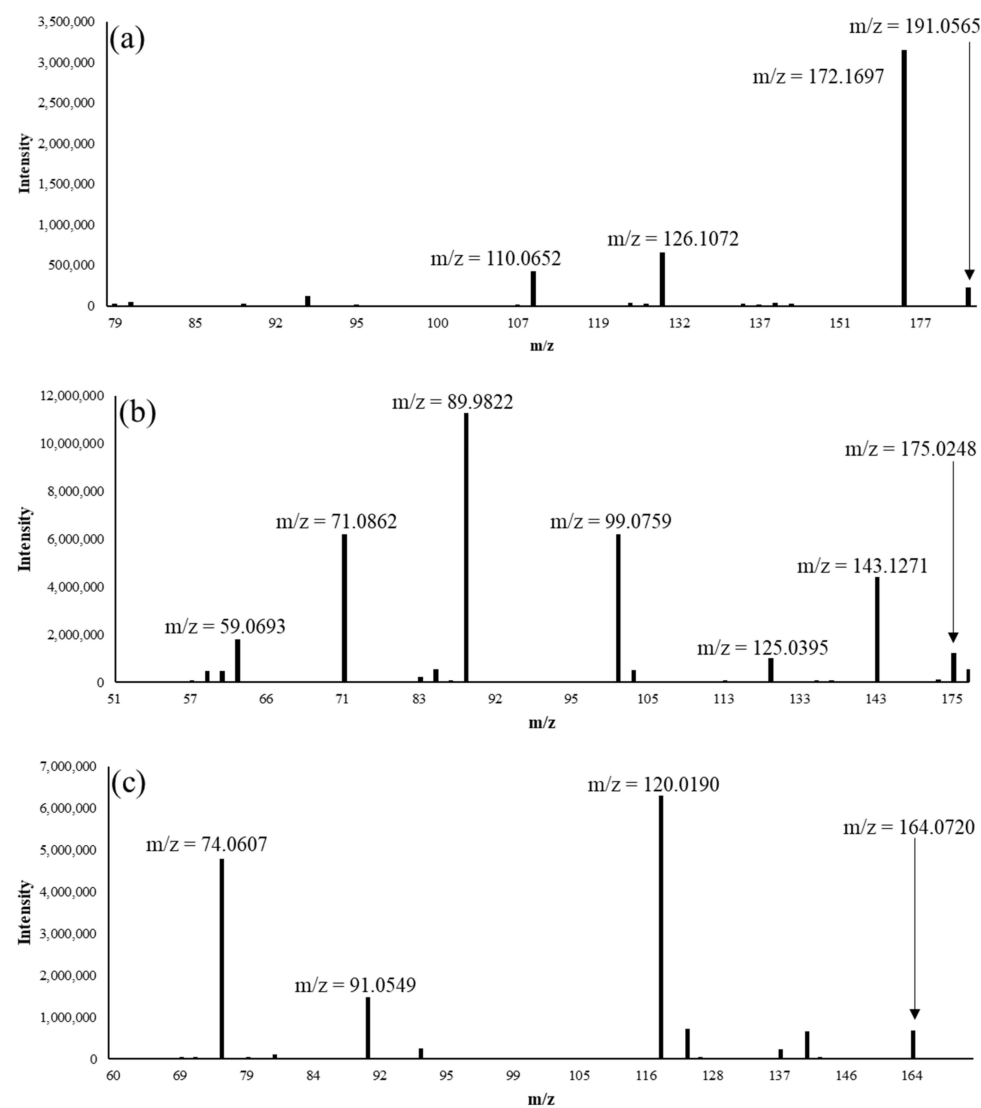 (a)
m/z = 191.0565
m/z = 172.1697
m/z = 126.1072
m/z = 110.0652
3,500,000
3,000,000
2,500,000
2,000,000
1,500,000
1,000,000
500,000
0
Intensity
79 85 92 95 100 107 119 132 137 151 177
m/z
(b)
m/z = 89.9822
m/z = 175.0248
m/z = 71.0862
m/z = 99.0759
m/z = 143.1271
m/z = 59.0693
m/z = 125.0395
12,000,000
10,000,000
8,000,000
6,000,000
4,000,000
2,000,000
0
Intensity
51 57 66 71 83 92 95 105 113 133 143 175
m/z
(c)
m/z = 120.0190
m/z = 164.0720
m/z = 74.0607
m/z = 91.0549
7,000,000
6,000,000
5,000,000
4,000,000
3,000,000
2,000,000
1,000,000
0
Intensity
60 69 79 84 92 95 99 105 116 128 137 146 164
m/z